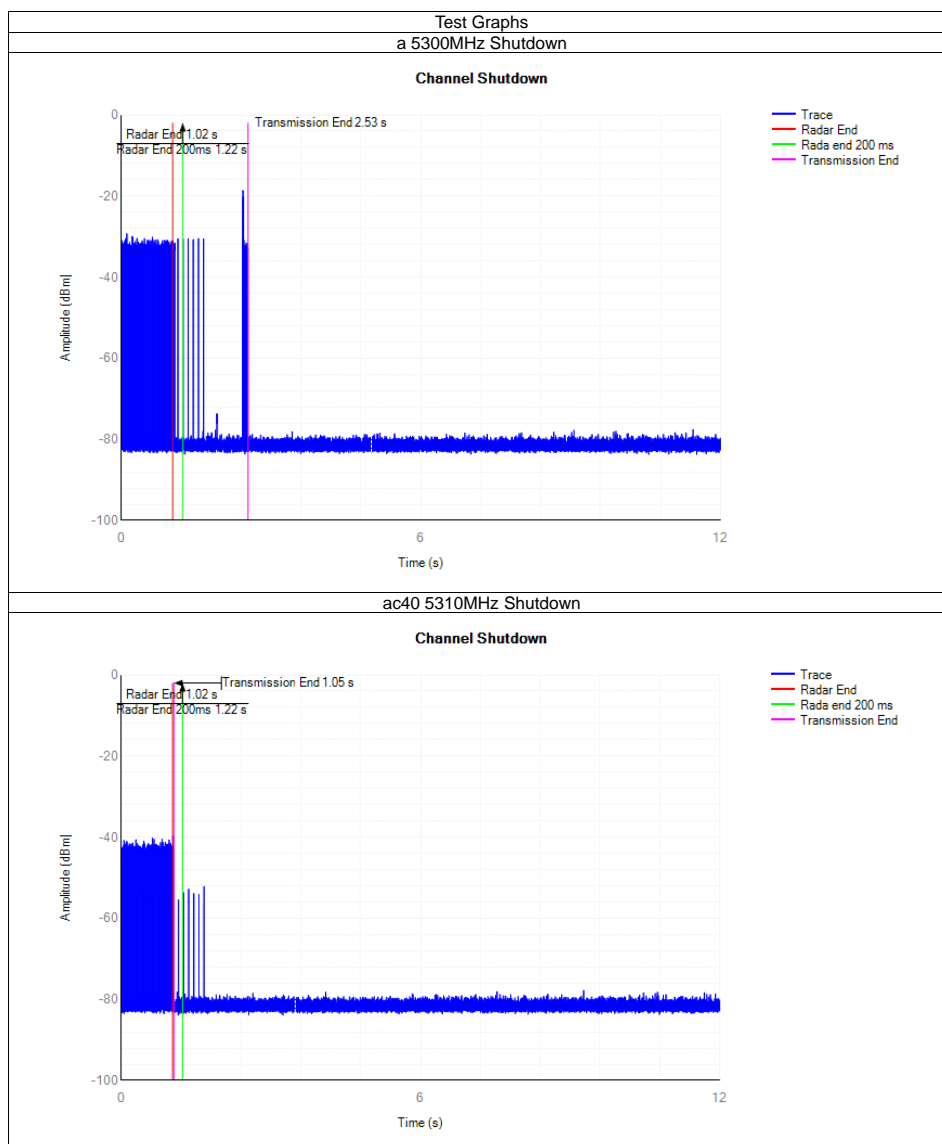 Test Graphs
a 5300MHz Shutdown
Channel Shutdown
Transmission End 2.53 s
Radar End 1.02 s
Radar End 200ms 1.22 s
Trace
Radar End
Rada end 200 ms
Transmission End
0
-20
-40
-60
-80
-100
Amplitude [dBm]
0
6
12
Time (s)
ac40 5310MHz Shutdown
Channel Shutdown
Transmission End 1.05 s
Radar End 1.02 s
Radar End 200ms 1.22 s
Trace
Radar End
Rada end 200 ms
Transmission End
0
-20
-40
-60
-80
-100
Amplitude [dBm]
0
6
12
Time (s)